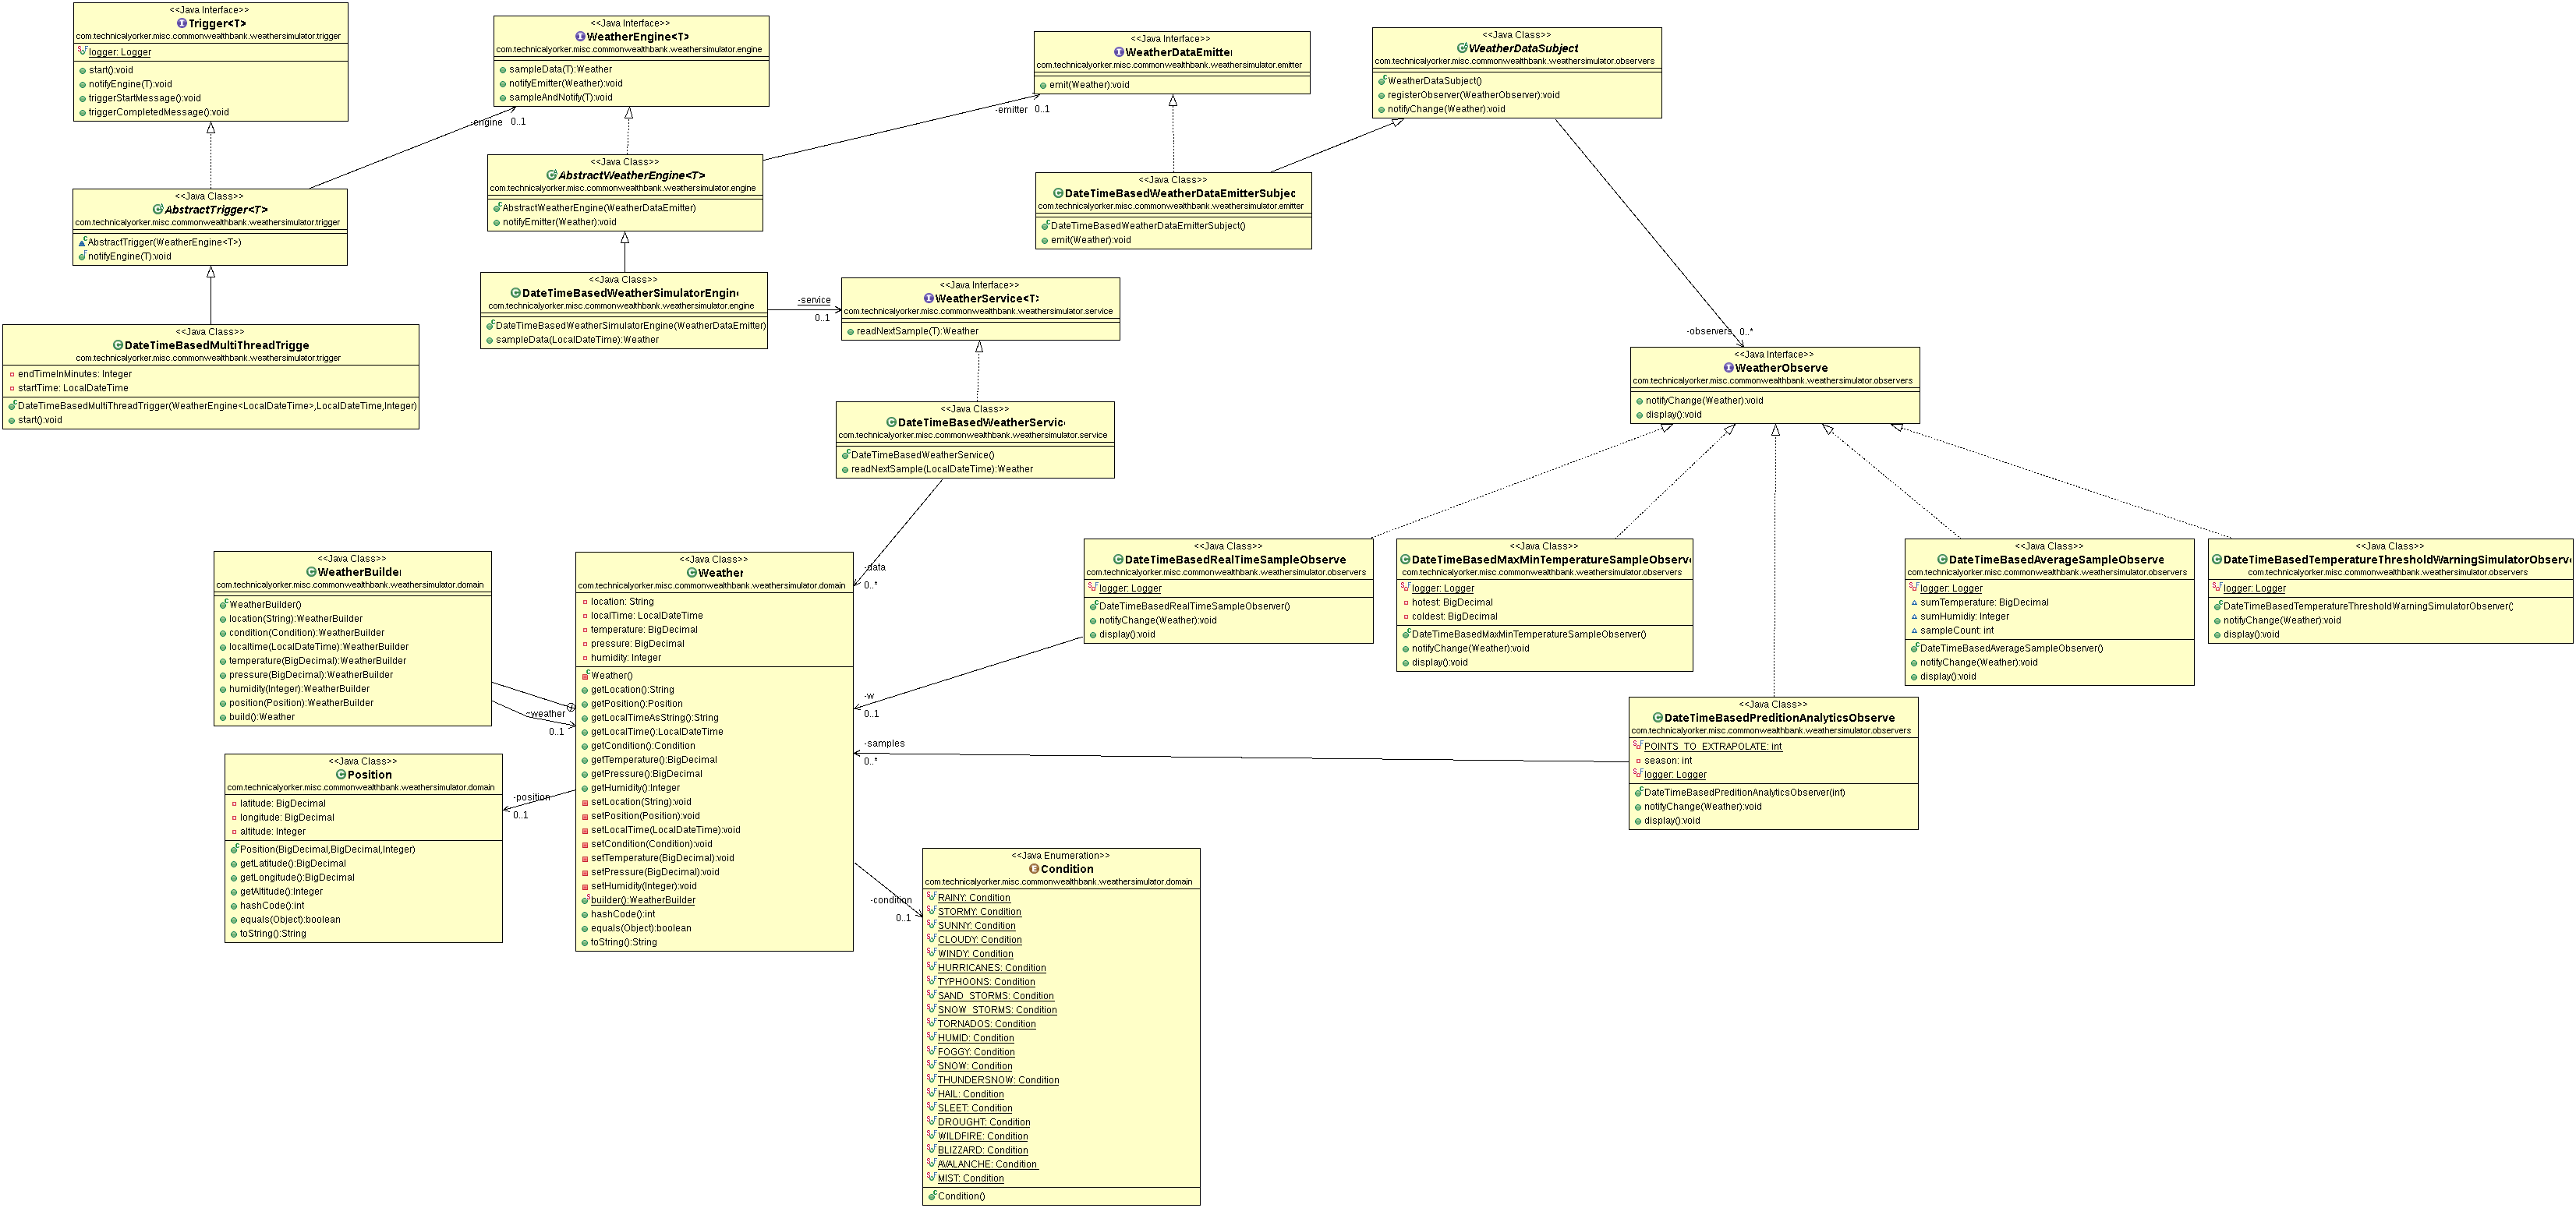 <<Java Interface>>
Trigger<T>
com.technicalyorker.misc.commonwealthbank.weathersimulator.trigger
logger: Logger
start():void
notifyEngine(T):void
triggerStartMessage():void
triggerCompletedMessage():void
<<Java Interface>>
WeatherEngine<T>
com.technicalyorker.misc.commonwealthbank.weathersimulator.engine
sampleData(T):Weather
notifyEmitter(Weather):void
sampleAndNotify(T):void
<<Java Interface>>
WeatherDataEmitter
com.technicalyorker.misc.commonwealthbank.weathersimulator.emitter
emit(Weather):void
<<Java Class>>
WeatherDataSubject
com.technicalyorker.misc.commonwealthbank.weathersimulator.observers
WeatherDataSubject()
registerObserver(WeatherObserver):void
notifyChange(Weather):void
-engine
0..1
-emitter
0..1
<<Java Class>>
AbstractTrigger<T>
com.technicalyorker.misc.commonwealthbank.weathersimulator.trigger
AbstractTrigger(WeatherEngine<T>)
notifyEngine(T):void
<<Java Class>>
AbstractWeatherEngine<T>
com.technicalyorker.misc.commonwealthbank.weathersimulator.engine
AbstractWeatherEngine(WeatherDataEmitter)
notifyEmitter(Weather):void
<<Java Class>>
DateTimeBasedWeatherDataEmitterSubjec
com.technicalyorker.misc.commonwealthbank.weathersimulator.emitter
DateTimeBasedWeatherDataEmitterSubject()
emit(Weather):void
<<Java Class>>
DateTimeBasedWeatherSimulatorEngin
com.technicalyorker.misc.commonwealthbank.weathersimulator.engine
DateTimeBasedWeatherSimulatorEngine(WeatherDataEmitter)
sampleData(LocalDateTime):Weather
-service
0..1
<<Java Interface>>
WeatherService<T>
com.technicalyorker.misc.commonwealthbank.weathersimulator.service
readNextSample(T):Weather
<<Java Class>>
DateTimeBasedMultiThreadTrigge
com.technicalyorker.misc.commonwealthbank.weathersimulator.trigger
endTimeInMinutes: Integer
startTime: LocalDateTime
DateTimeBasedMultiThreadTrigger(WeatherEngine<LocalDateTime>,LocalDateTime,Integer)
start():void
-observers
0..*
<<Java Interface>>
WeatherObserve
com.technicalyorker.misc.commonwealthbank.weathersimulator.observers
notifyChange(Weather):void
display():void
<<Java Class>>
DateTimeBasedWeatherServic
com.technicalyorker.misc.commonwealthbank.weathersimulator.service
DateTimeBasedWeatherService()
readNextSample(LocalDateTime):Weather
<<Java Class>>
WeatherBuilder
com.technicalyorker.misc.commonwealthbank.weathersimulator.domain
WeatherBuilder()
location(String):WeatherBuilder
condition(Condition):WeatherBuilder
localtime(LocalDateTime):WeatherBuilder
temperature(BigDecimal):WeatherBuilder
pressure(BigDecimal):WeatherBuilder
humidity(Integer):WeatherBuilder
position(Position):WeatherBuilder
build():Weather
~weather
0..1
<<Java Class>>
Weather
com.technicalyorker.misc.commonwealthbank.weathersimulator.domain
location: String
localTime: LocalDateTime
temperature: BigDecimal
pressure: BigDecimal
humidity: Integer
Weather()
getLocation():String
getPosition():Position
getLocalTimeAsString():String
getLocalTime():LocalDateTime
getCondition():Condition
getTemperature():BigDecimal
getPressure():BigDecimal
getHumidity():Integer
setLocation(String):void
setPosition(Position):void
setLocalTime(LocalDateTime):void
setCondition(Condition):void
setTemperature(BigDecimal):void
setPressure(BigDecimal):void
setHumidity(Integer):void
builder():WeatherBuilder
hashCode():int
equals(Object):boolean
toString():String
-data
0..*
-w
0..1
-samples
0..*
<<Java Class>>
DateTimeBasedRealTimeSampleObserve
com.technicalyorker.misc.commonwealthbank.weathersimulator.observers
logger: Logger
DateTimeBasedRealTimeSampleObserver()
notifyChange(Weather):void
display():void
<<Java Class>>
DateTimeBasedMaxMinTemperatureSampleObserve
com.technicalyorker.misc.commonwealthbank.weathersimulator.observers
logger: Logger
hotest: BigDecimal
coldest: BigDecimal
DateTimeBasedMaxMinTemperatureSampleObserver()
notifyChange(Weather):void
display():void
<<Java Class>>
DateTimeBasedAverageSampleObserve
com.technicalyorker.misc.commonwealthbank.weathersimulator.observers
logger: Logger
sumTemperature: BigDecimal
sumHumidiy: Integer
sampleCount: int
DateTimeBasedAverageSampleObserver()
notifyChange(Weather):void
display():void
<<Java Class>>
DateTimeBasedTemperatureThresholdWarningSimulatorObserv
com.technicalyorker.misc.commonwealthbank.weathersimulator.observers
logger: Logger
DateTimeBasedTemperatureThresholdWarningSimulatorObserver()
notifyChange(Weather):void
display():void
<<Java Class>>
DateTimeBasedPreditionAnalyticsObserve
com.technicalyorker.misc.commonwealthbank.weathersimulator.observers
POINTS_TO_EXTRAPOLATE: int
season: int
logger: Logger
DateTimeBasedPreditionAnalyticsObserver(int)
notifyChange(Weather):void
display():void
<<Java Class>>
Position
com.technicalyorker.misc.commonwealthbank.weathersimulator.domain
latitude: BigDecimal
longitude: BigDecimal
altitude: Integer
Position(BigDecimal,BigDecimal,Integer)
getLatitude():BigDecimal
getLongitude():BigDecimal
getAltitude():Integer
hashCode():int
equals(Object):boolean
toString():String
-position
0..1
-condition
0..1
<<Java Enumeration>>
Condition
com.technicalyorker.misc.commonwealthbank.weathersimulator.domain
RAINY: Condition
STORMY: Condition
SUNNY: Condition
CLOUDY: Condition
WINDY: Condition
HURRICANES: Condition
TYPHOONS: Condition
SAND_STORMS: Condition
SNOW_STORMS: Condition
TORNADOS: Condition
HUMID: Condition
FOGGY: Condition
SNOW: Condition
THUNDERSNOW: Condition
HAIL: Condition
SLEET: Condition
DROUGHT: Condition
WILDFIRE: Condition
BLIZZARD: Condition
AVALANCHE: Condition
MIST: Condition
Condition()